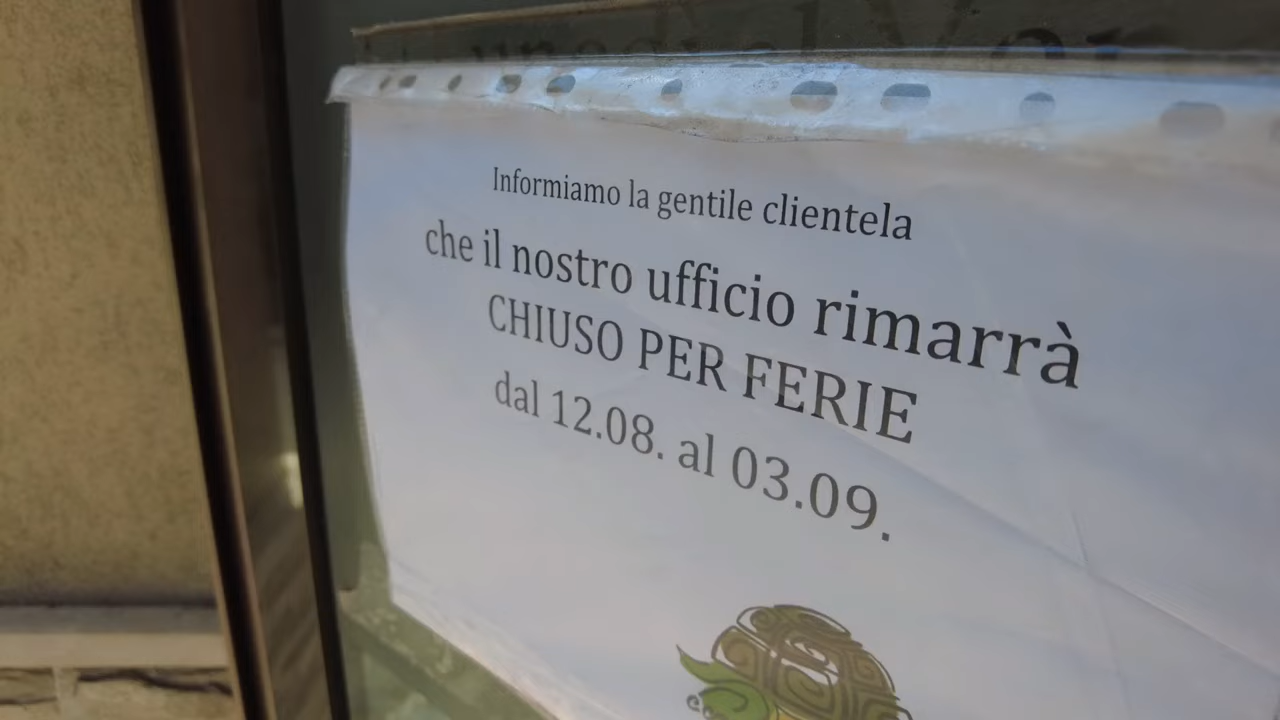 Informiamo la gentile clientela
che il nostro ufficio rimarrà
CHIUSO PER FERIE
dal 12.08. al 03.09.